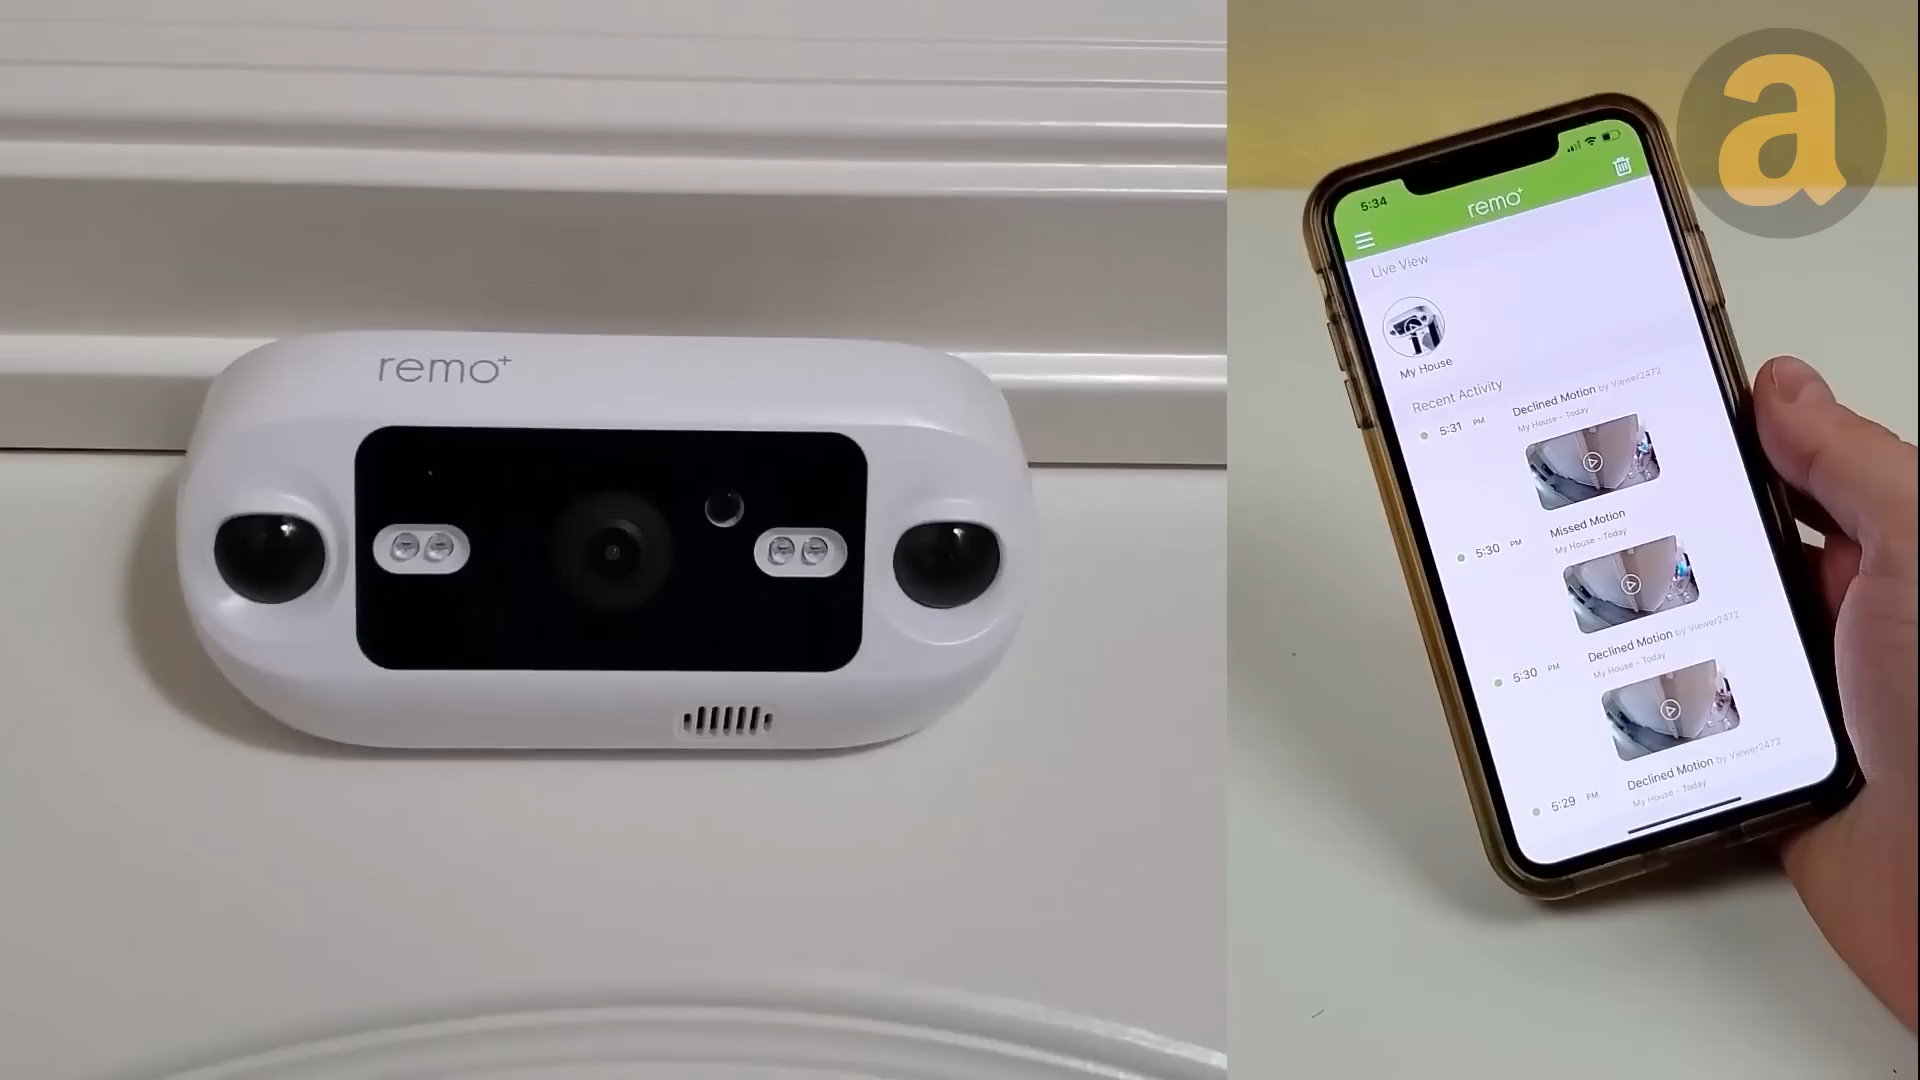 remo+
5:34
remo+
Live View
My House
Recent Activity
5:31 PM
Declined Motion by Viewer2472
My House - Today
5:30 PM
Missed Motion
My House - Today
5:30 PM
Declined Motion by Viewer2472
My House - Today
5:29 PM
Declined Motion by Viewer2472
My House - Today
a